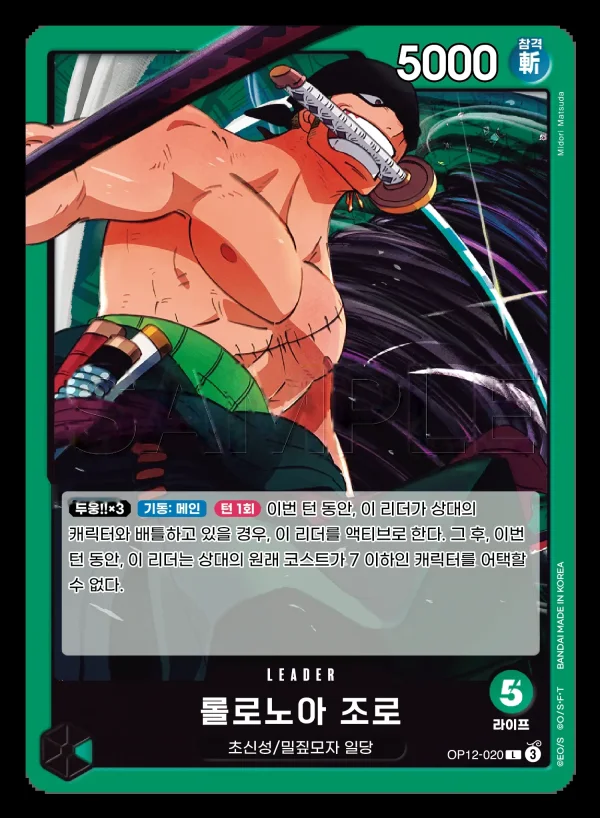 5000
참격
斬
Midori Matsuda
SAMPLE
두웅!!×3 기동: 메인 턴 1회 이번 턴 동안, 이 리더가 상대의
캐릭터와 배틀하고 있을 경우, 이 리더를 액티브로 한다. 그 후, 이번
턴 동안, 이 리더는 상대의 원래 코스트가 7 이하인 캐릭터를 어택할
수 없다.
LEADER
롤로노아 조로
초신성/밀짚모자 일당
5
라이프
OP12-020 L 3
©EO/S ©O/S·F·T BANDAI MADE IN KOREA